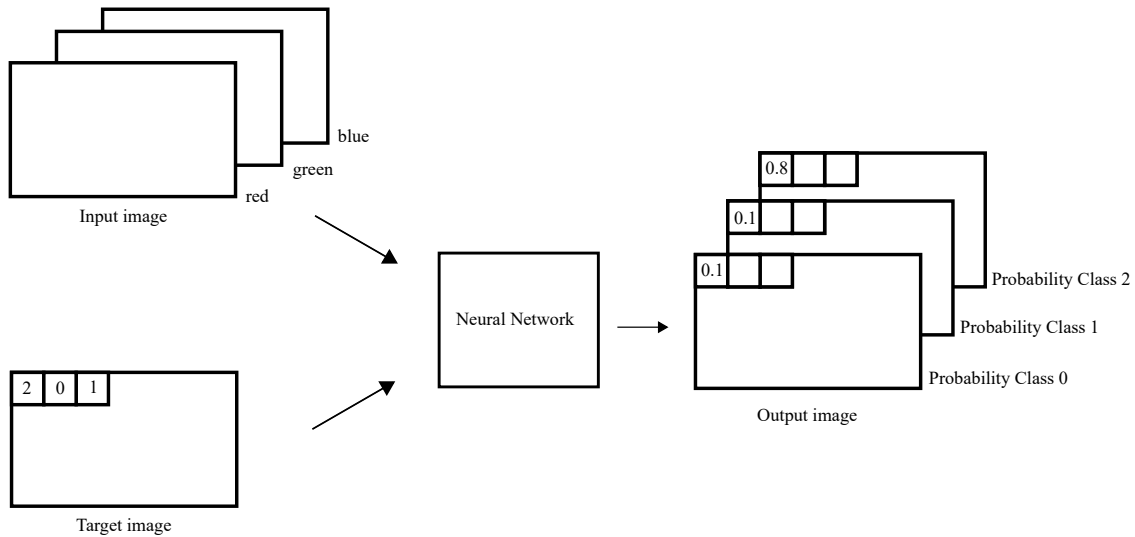 blue
green
red
Input image
2 0 1
Target image
Neural Network
0.8
0.1
0.1
Probability Class 2
Probability Class 1
Probability Class 0
Output image